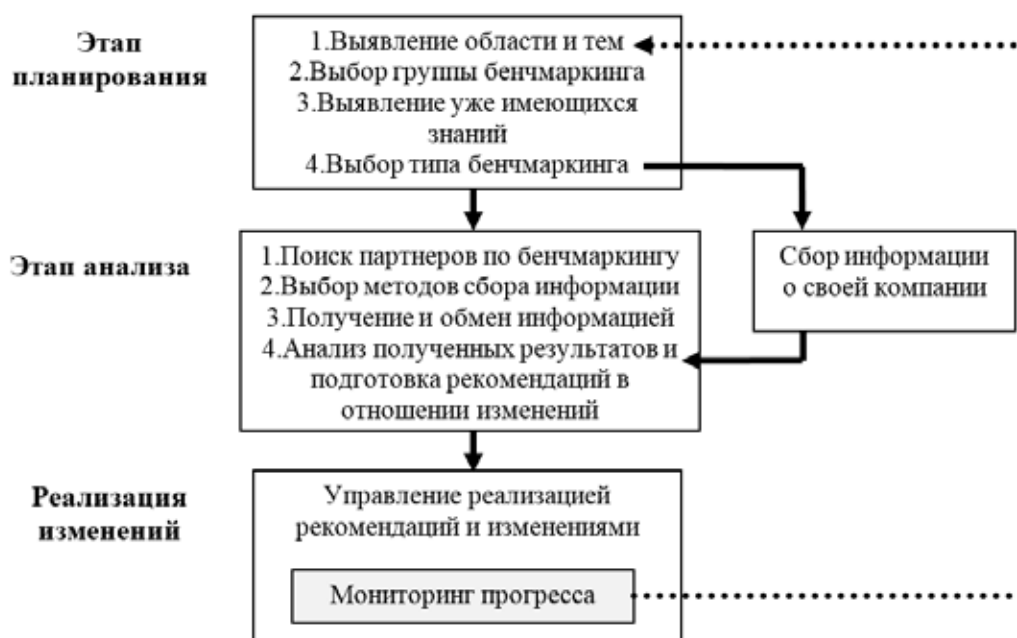 Этап
планирования
1.Выявление области и тем
2.Выбор группы бенчмаркинга
3.Выявление уже имеющихся
знаний
4.Выбор типа бенчмаркинга
Этап анализа
1.Поиск партнеров по бенчмаркингу
2.Выбор методов сбора информации
3.Получение и обмен информацией
4.Анализ полученных результатов и
подготовка рекомендаций в
отношении изменений
Сбор информации
о своей компании
Реализация
изменений
Управление реализацией
рекомендаций и изменениями
Мониторинг прогресса